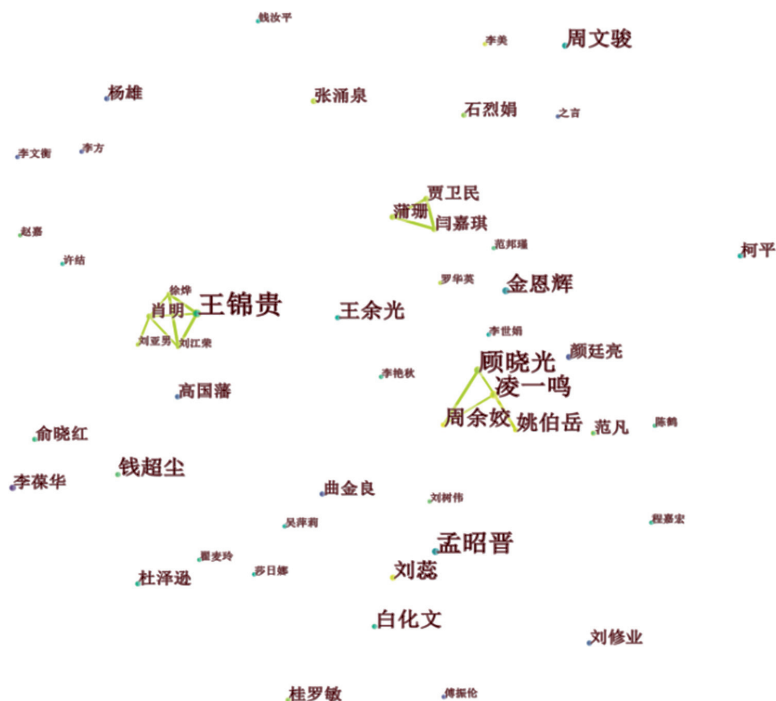 钱汝平
李美
周文骏
杨雄
张涌泉
石烈娟
之言
李方
李文衡
贾卫民
蒲珊
闫嘉琪
赵嘉
范邦瑾
柯平
许结
罗华英
金恩辉
徐烨
王锦贵
肖明
王余光
李世娟
刘亚男
刘江荣
颜廷亮
顾晓光
李艳秋
凌一鸣
高国藩
周余姣
姚伯岳
范凡
陈鹤
俞晓红
钱超尘
李葆华
曲金良
刘树伟
吴萍莉
程嘉宏
孟昭晋
翟麦玲
莎日娜
刘蕊
杜泽逊
白化文
刘修业
桂罗敏
傅振伦